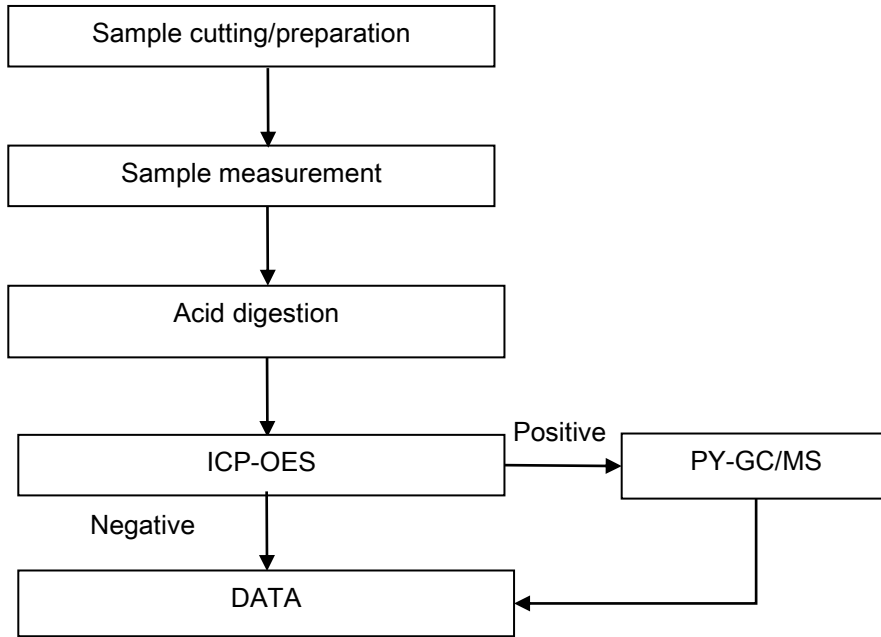 Sample cutting/preparation
Sample measurement
Acid digestion
ICP-OES
Positive
PY-GC/MS
Negative
DATA